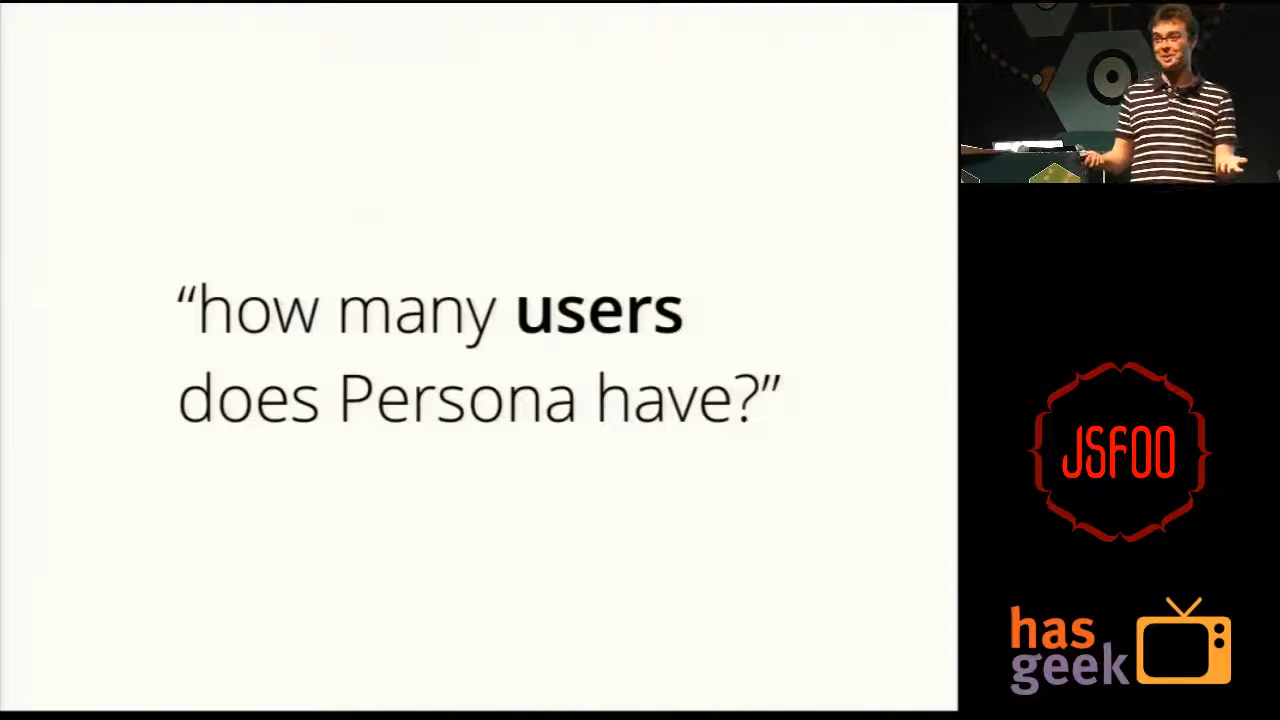 “how many users
does Persona have?”
JSFOO
has
geek